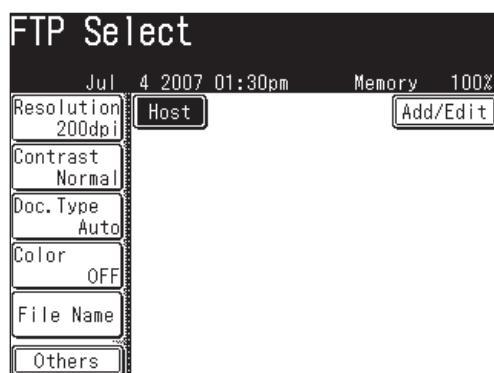 FTP Select
Jul 4 2007 01:30pm Memory 100%
Resolution Host Add/Edit
200dpi
Contrast
Normal
Doc.Type
Auto
Color
OFF
File Name
Others